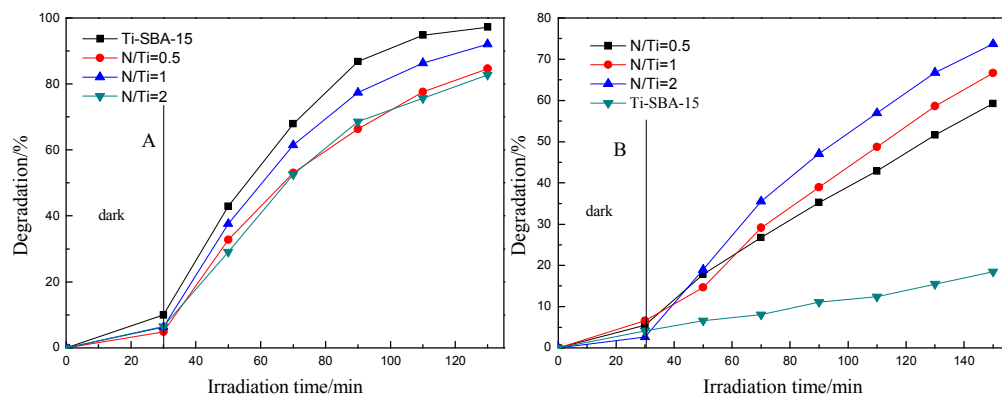 100
80
60
40
20
0
Degradation/%
Ti-SBA-15
N/Ti=0.5
N/Ti=1
N/Ti=2
A
dark
0 20 40 60 80 100 120
Irradiation time/min
80
70
60
50
40
30
20
10
0
Degradation/%
N/Ti=0.5
N/Ti=1
N/Ti=2
Ti-SBA-15
B
dark
0 20 40 60 80 100 120 140
Irradiation time/min